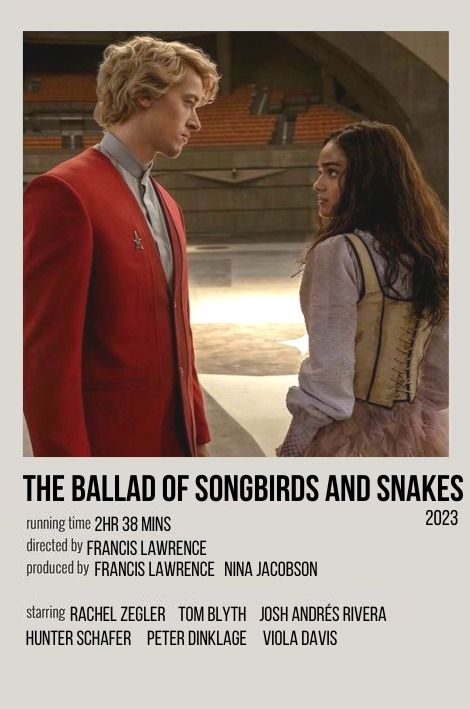 THE BALLAD OF SONGBIRDS AND SNAKES
2023
running time 2HR 38 MINS
directed by FRANCIS LAWRENCE
produced by FRANCIS LAWRENCE NINA JACOBSON
starring RACHEL ZEGLER TOM BLYTH JOSH ANDRÉS RIVERA
HUNTER SCHAFER PETER DINKLAGE VIOLA DAVIS